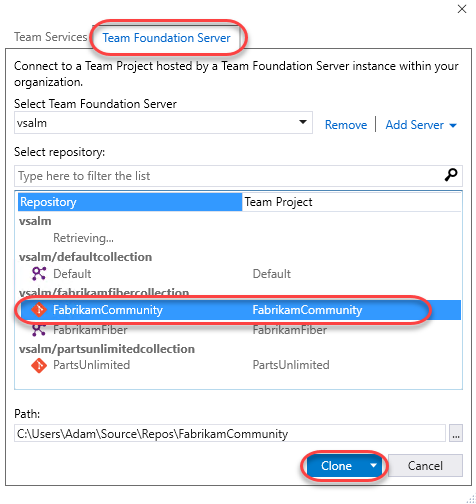 Team Services Team Foundation Server
Connect to a Team Project hosted by a Team Foundation Server instance within your
organization.
Select Team Foundation Server
vsalm Remove Add Server
Select repository:
Type here to filter the list
Repository Team Project
vsalm
Retrieving...
vsalm/defaultcollection
Default Default
vsalm/fabrikamfibercollection
FabrikamCommunity FabrikamCommunity
FabrikamFiber FabrikamFiber
vsalm/partsunlimitedcollection
PartsUnlimited PartsUnlimited
Path:
C:\Users\Adam\Source\Repos\FabrikamCommunity ...
Clone Cancel